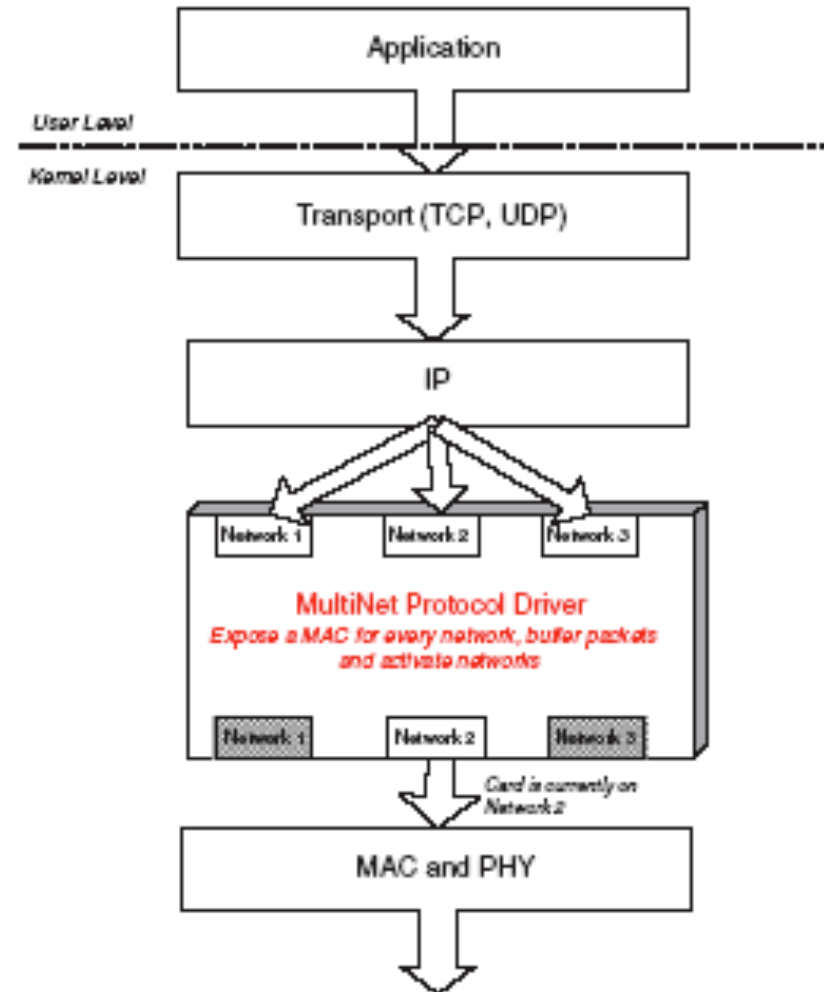 Application
User Level
Kernel Level
Transport (TCP, UDP)
IP
Network 1
Network 2
Network 3
MultiNet Protocol Driver
Expose a MAC for every network, buffer packets
and activate networks
Network 1
Network 2
Network 3
Card is currently on
Network 2
MAC and PHY